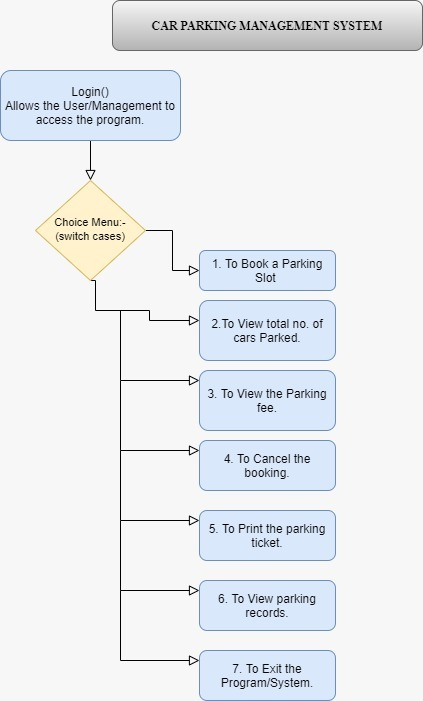 CAR PARKING MANAGEMENT SYSTEM
Login()
Allows the User/Management to
access the program.
Choice Menu:-
(switch cases)
1. To Book a Parking
Slot
2.To View total no. of
cars Parked.
3. To View the Parking
fee.
4. To Cancel the
booking.
5. To Print the parking
ticket.
6. To View parking
records.
7. To Exit the
Program/System.